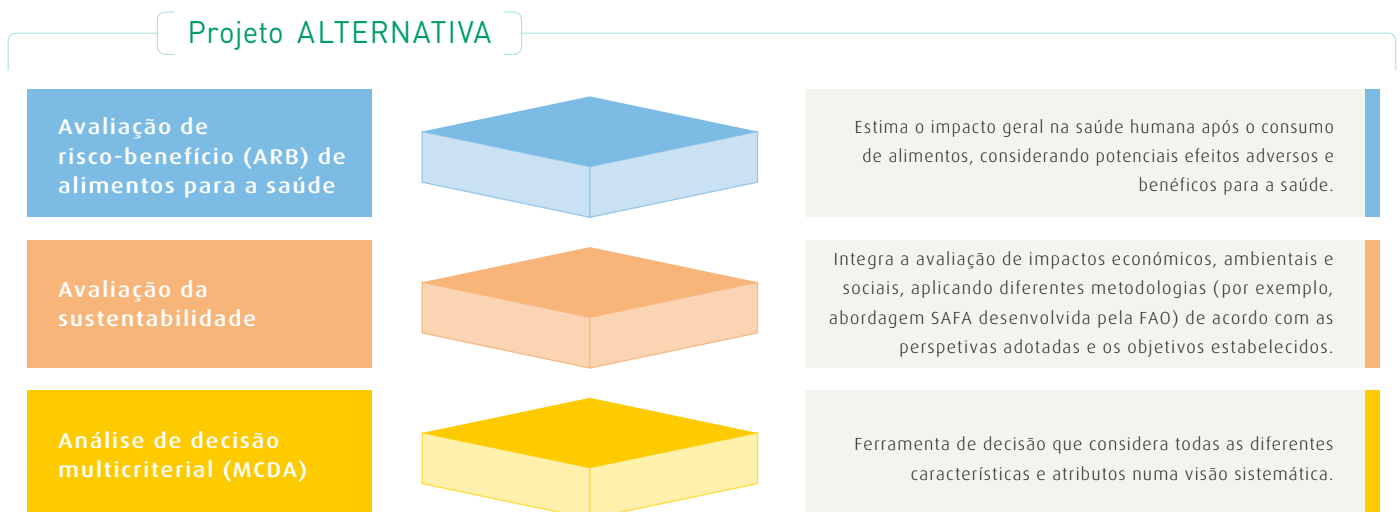 Projeto ALTERNATIVA
Avaliação de
risco-benefício (ARB) de
alimentos para a saúde
Estima o impacto geral na saúde humana após o consumo
de alimentos, considerando potenciais efeitos adversos e
benéficos para a saúde.
Avaliação da
sustentabilidade
Integra a avaliação de impactos económicos, ambientais e
sociais, aplicando diferentes metodologias (por exemplo,
abordagem SAFA desenvolvida pela FAO) de acordo com as
perspetivas adotadas e os objetivos estabelecidos.
Análise de decisão
multicriterial (MCDA)
Ferramenta de decisão que considera todas as diferentes
características e atributos numa visão sistemática.